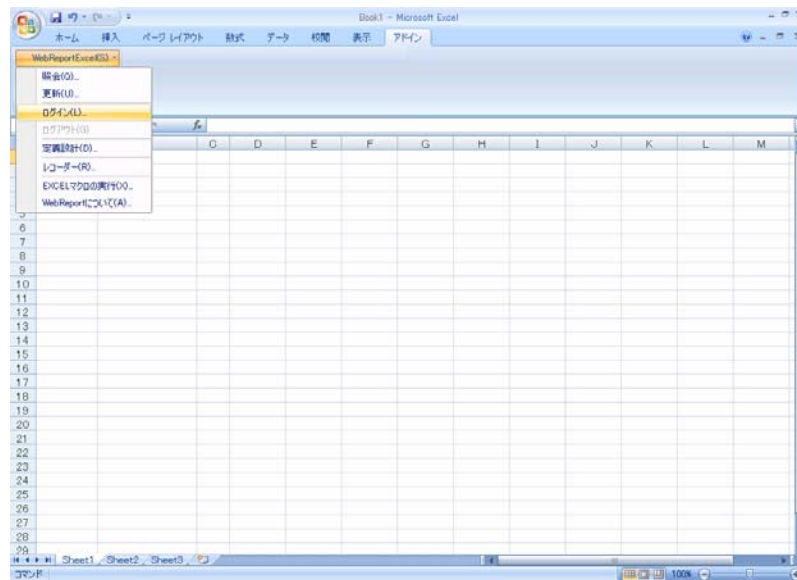 Book1 - Microsoft Excel
ホーム 挿入 ページ レイアウト 数式 データ 校閲 表示 アドイン
WebReportExcel(S)
照会(Q)...
更新(U)...
ログイン(L)...
ログアウト(O)
定義設計(D)...
レコーダー(R)...
EXCELマクロの実行(X)...
WebReportについて(A)...
fx
C D E F G H I J K L M
5
6
7
8
9
10
11
12
13
14
15
16
17
18
19
20
21
22
23
24
25
26
27
28
29
Sheet1 Sheet2 Sheet3
コマンド 100%